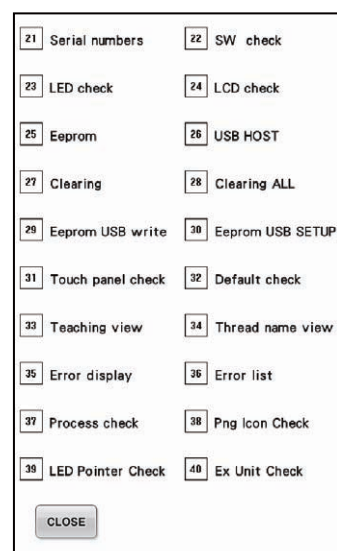 21 Serial numbers 22 SW check
23 LED check 24 LCD check
25 Eeprom 26 USB HOST
27 Clearing 28 Clearing ALL
29 Eeprom USB write 30 Eeprom USB SETUP
31 Touch panel check 32 Default check
33 Teaching view 34 Thread name view
35 Error display 36 Error list
37 Process check 38 Png Icon Check
39 LED Pointer Check 40 Ex Unit Check
CLOSE